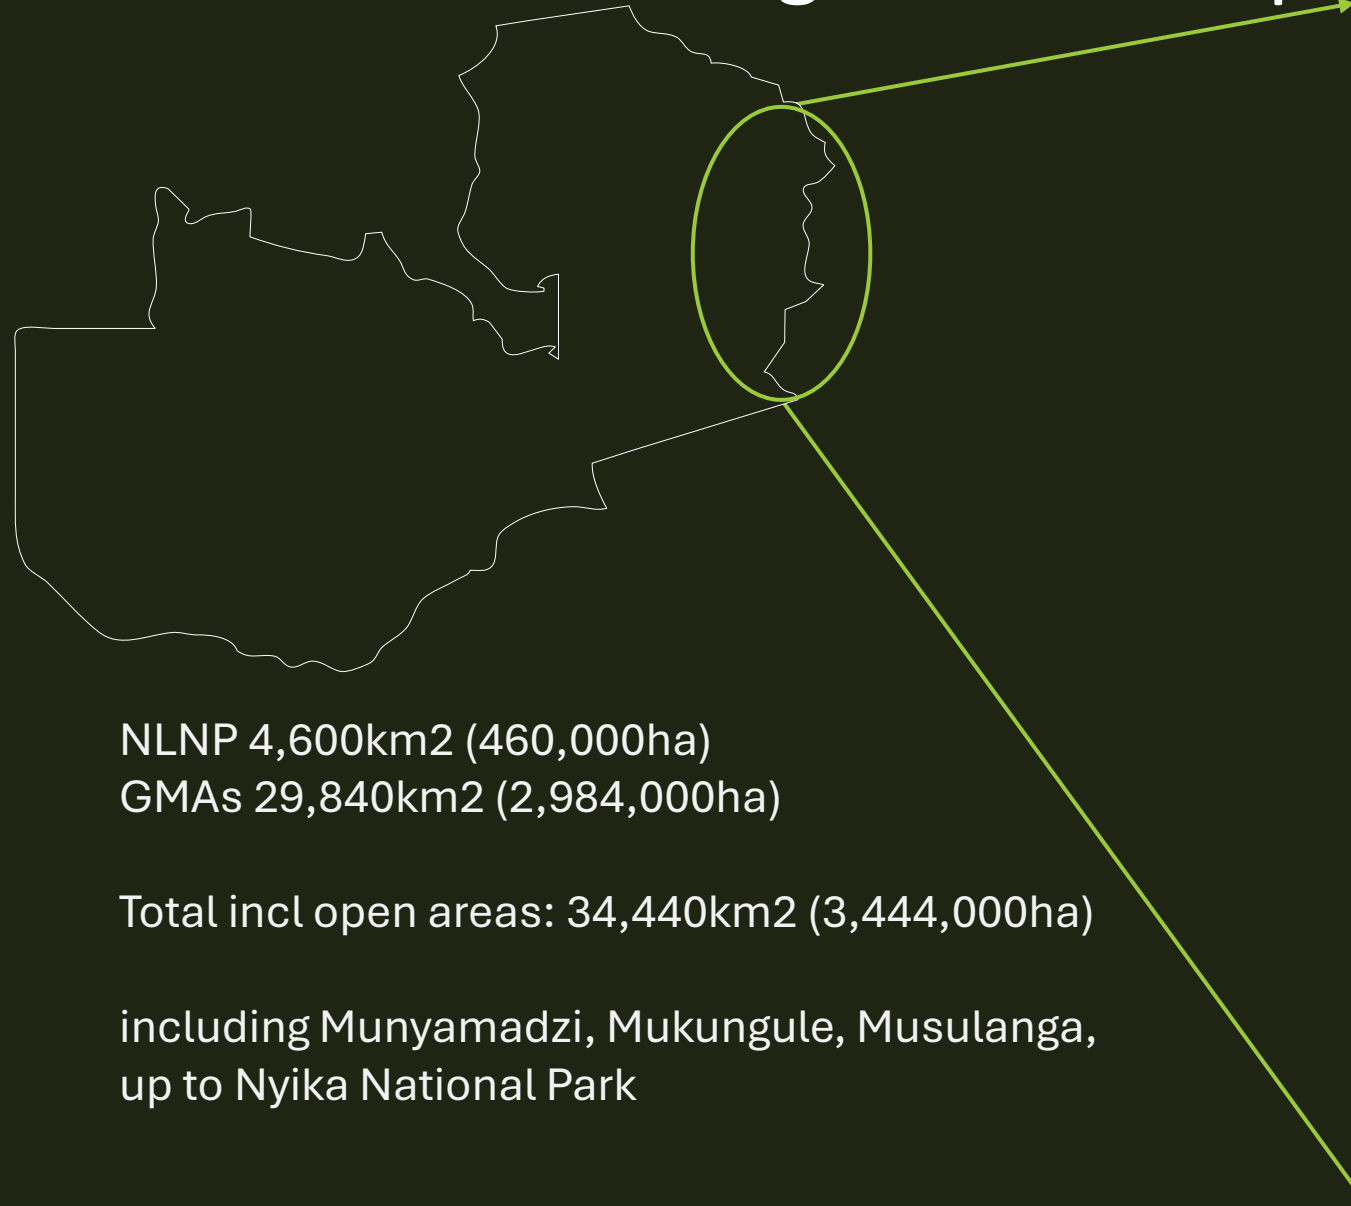 NLNP 4,600km2 (460,000ha)
GMAs 29,840km2 (2,984,000ha)
Total incl open areas: 34,440km2 (3,444,000ha)
including Munyamadzi, Mukungule, Musulanga,
up to Nyika National Park